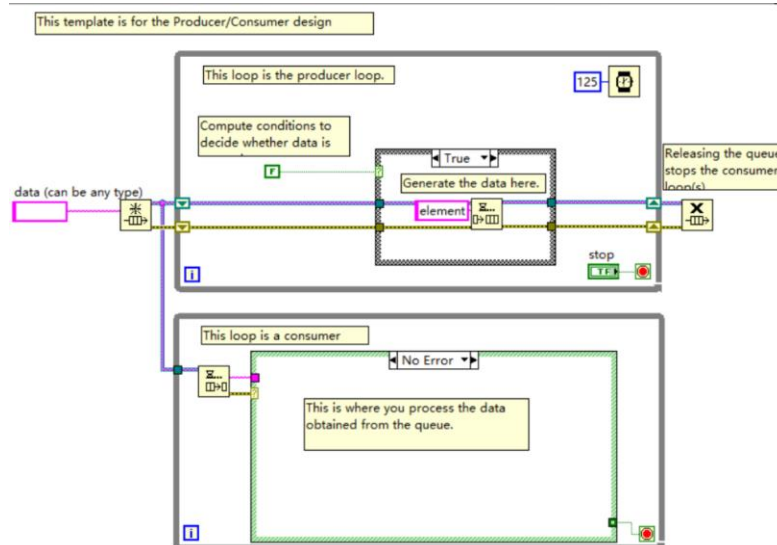 This template is for the Producer/Consumer design
This loop is the producer loop.
125
Compute conditions to
decide whether data is
True
Releasing the queue
stops the consumer
loop(s)
Generate the data here.
data (can be any type)
element
stop
TF
i
This loop is a consumer
No Error
This is where you process the data
obtained from the queue.
i